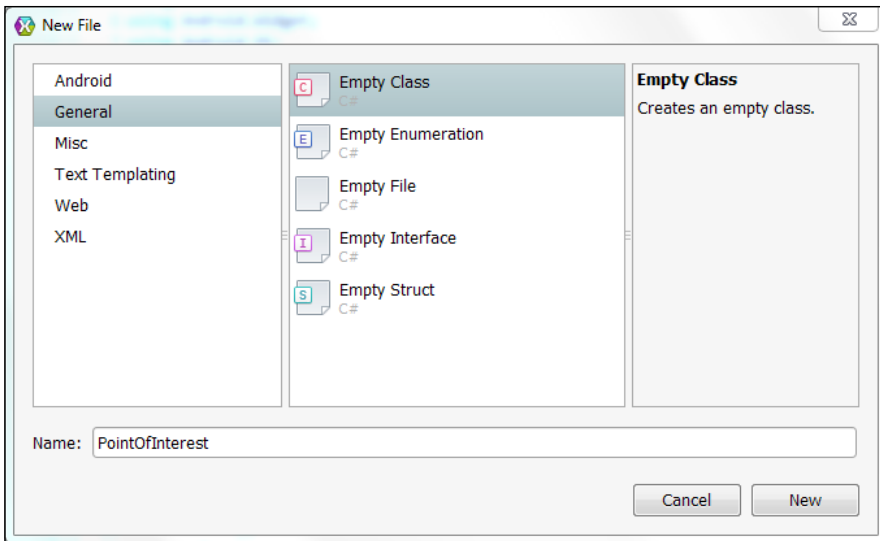 New File
Android
General
Misc
Text Templating
Web
XML
C
Empty Class
C#
E
Empty Enumeration
C#
Empty File
C#
I
Empty Interface
C#
S
Empty Struct
C#
Empty Class
Creates an empty class.
Name: PointOfInterest
Cancel New